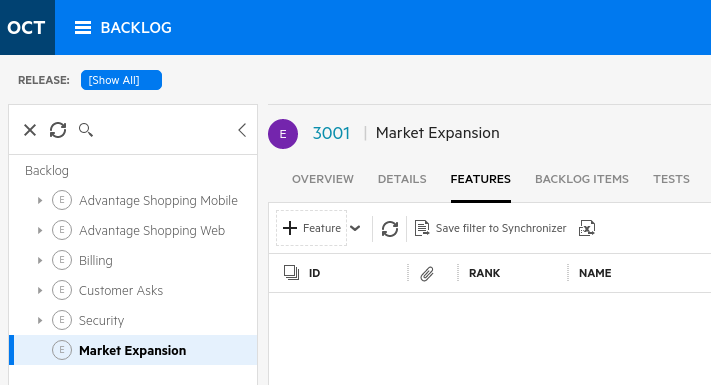 OCT BACKLOG
RELEASE: [Show All]
Backlog
E Advantage Shopping Mobile
E Advantage Shopping Web
E Billing
E Customer Asks
E Security
E Market Expansion
E 3001 | Market Expansion
OVERVIEW DETAILS FEATURES BACKLOG ITEMS TESTS
+ Feature Save filter to Synchronizer
ID RANK NAME